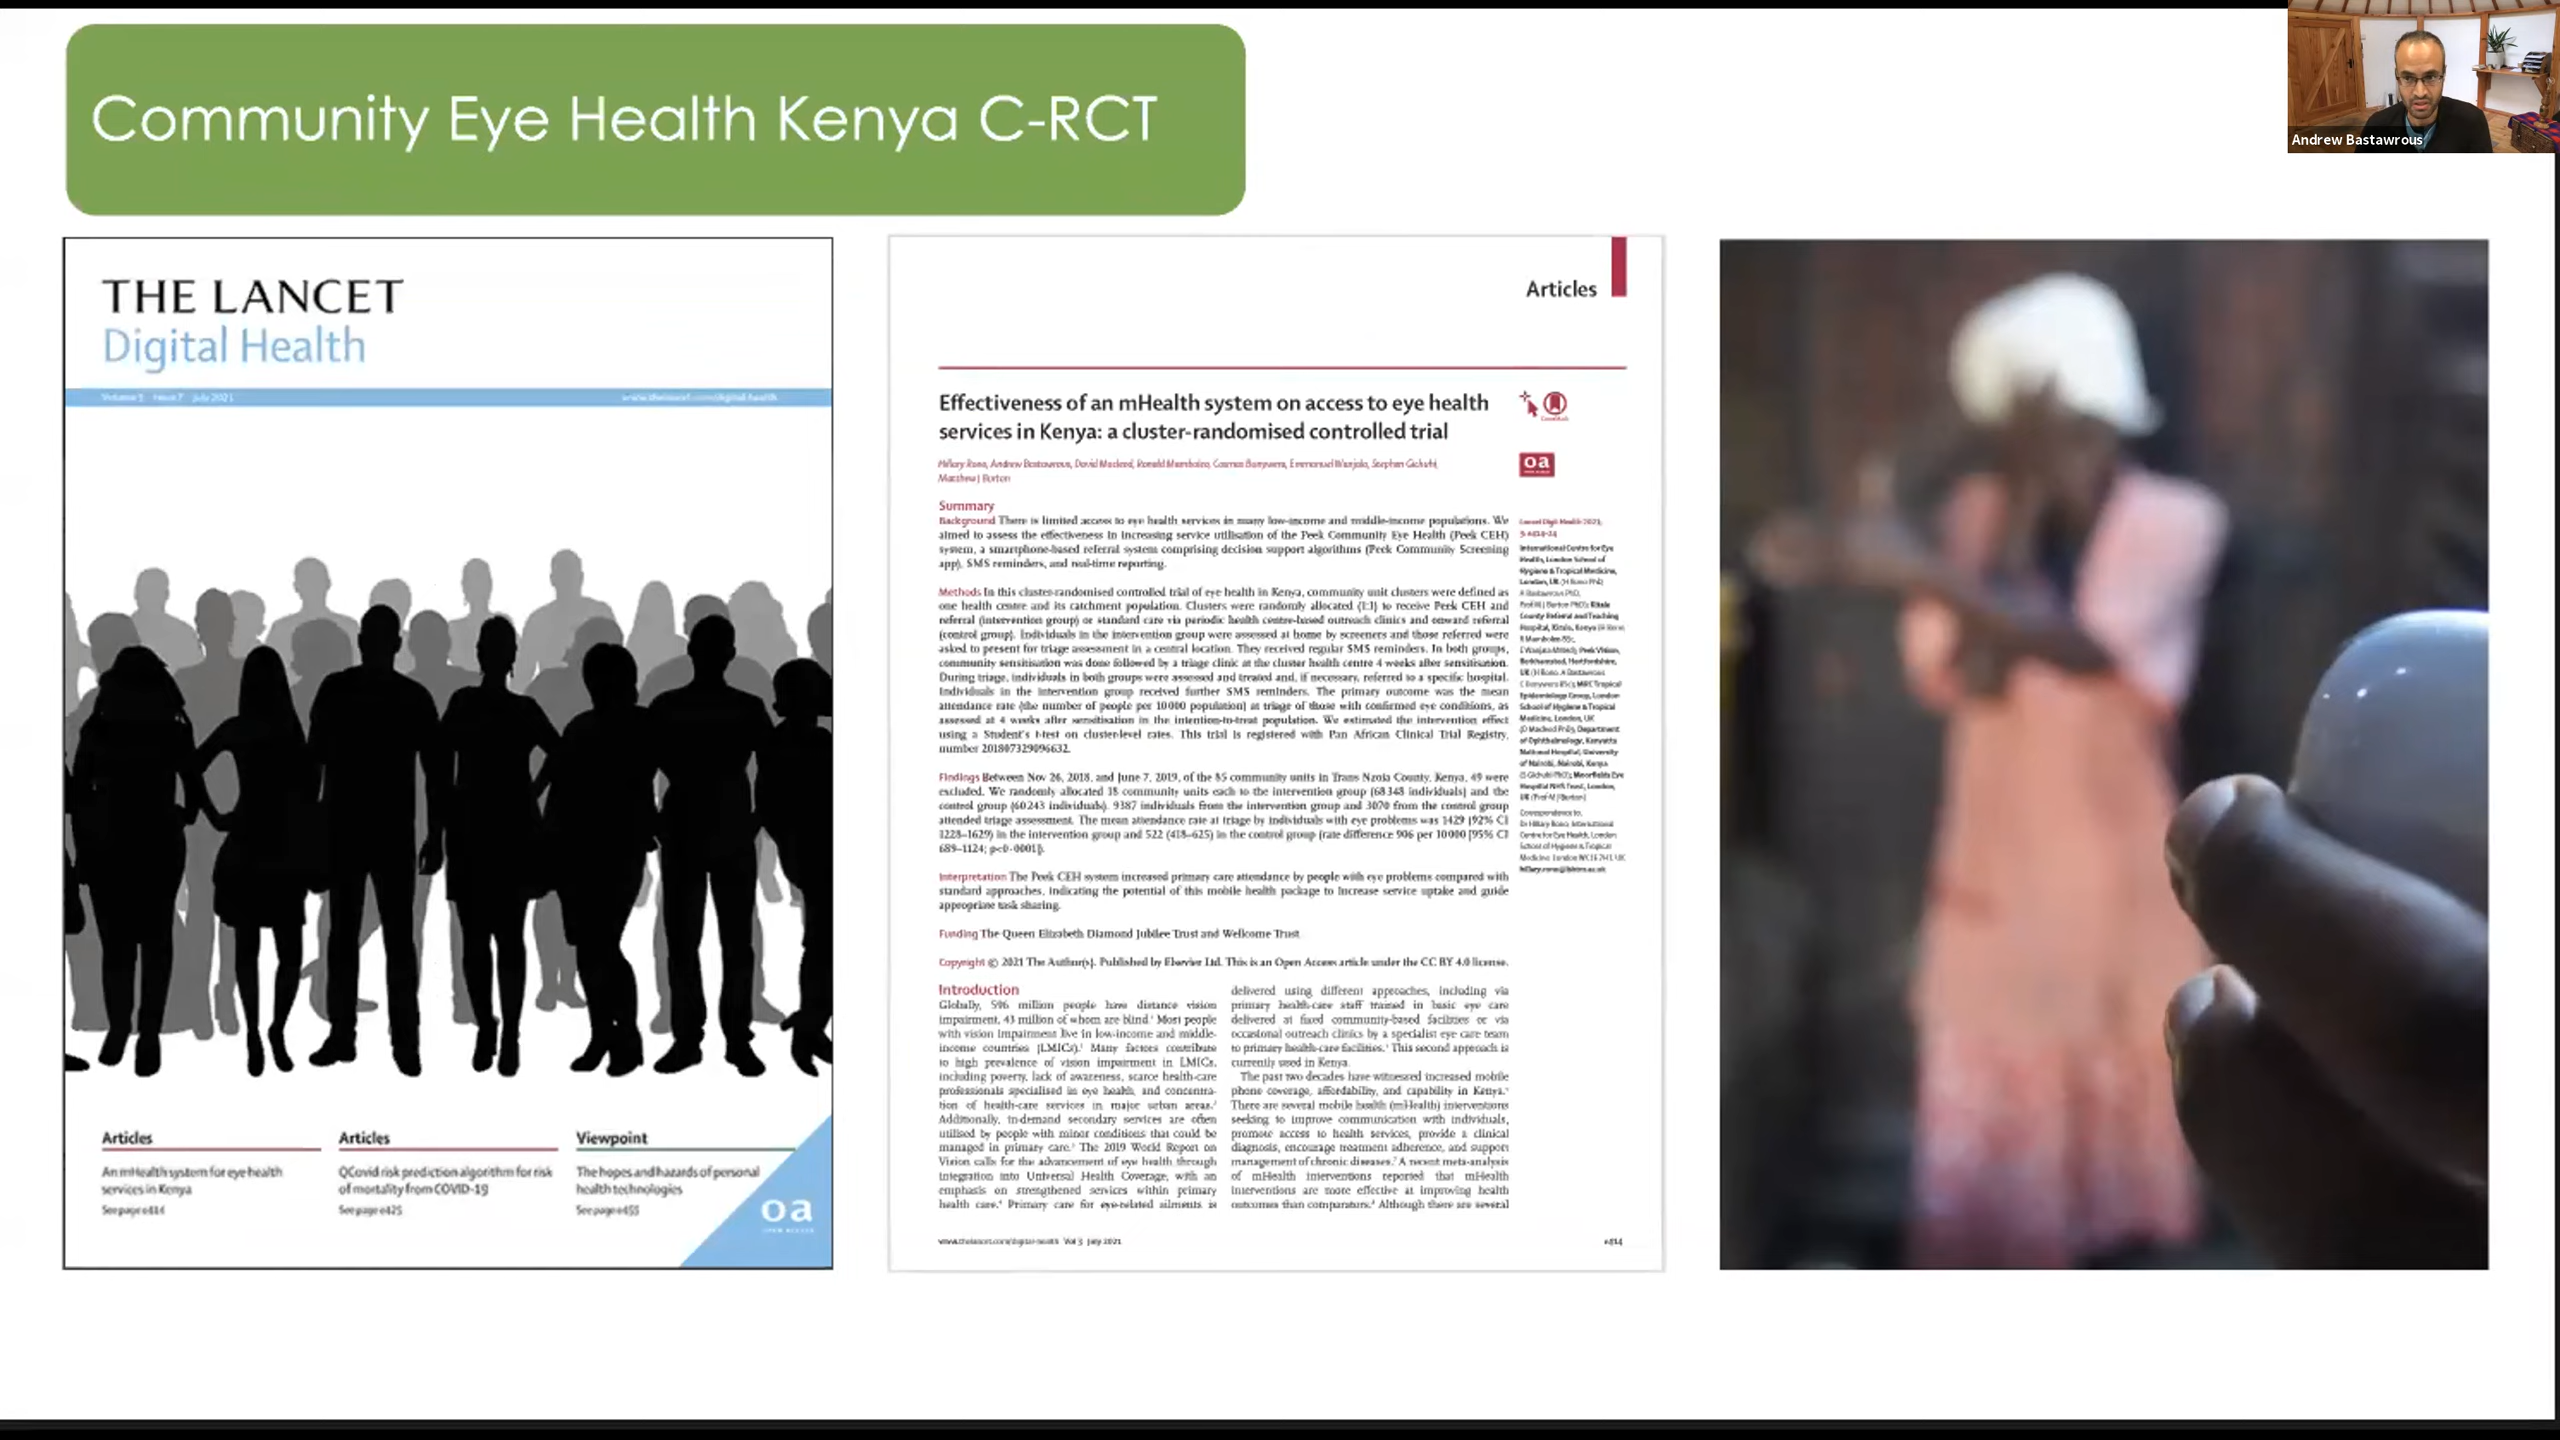 Community Eye Health Kenya C-RCT
Andrew Bastawrous
THE LANCET
Digital Health
Volume 3 Issue 7 July 2021
www.thelancet.com/digital-health
Articles
An mHealth system for eye health
services in Kenya
See page e414
Articles
QCovid risk prediction algorithm for risk
of mortality from COVID-19
See page e425
Viewpoint
The hopes and hazards of personal
health technologies
See page e455
oa
Articles
Effectiveness of an mHealth system on access to eye health
services in Kenya: a cluster-randomised controlled trial
Hillary Rono, Andrew Bastawrous, David Macleod, Ronald Mamboleo, Cosmas Bunywera, Emmanuel Wanjala, Stephen Gichuhi,
Matthew J Burton
oa
Summary
Background There is limited access to eye health services in many low-income and middle-income populations. We
aimed to assess the effectiveness in increasing service utilisation of the Peek Community Eye Health (Peek CEH)
system, a smartphone-based referral system comprising decision support algorithms (Peek Community Screening
app), SMS reminders, and real-time reporting.
Methods In this cluster-randomised controlled trial of eye health in Kenya, community unit clusters were defined as
one health centre and its catchment population. Clusters were randomly allocated (1:1) to receive Peek CEH and
referral (intervention group) or standard care via periodic health centre-based outreach clinics and onward referral
(control group). Individuals in the intervention group were assessed at home by screeners and those referred were
asked to present for triage assessment in a central location. They received regular SMS reminders. In both groups,
community sensitisation was done followed by a triage clinic at the cluster health centre 4 weeks after sensitisation.
During triage, individuals in both groups were assessed and treated and, if necessary, referred to a specific hospital.
Individuals in the intervention group received further SMS reminders. The primary outcome was the mean
attendance rate (the number of people per 10 000 population) at triage of those with confirmed eye conditions, as
assessed at 4 weeks after sensitisation in the intention-to-treat population. We estimated the intervention effect
using a Student's t-test on cluster-level rates. This trial is registered with Pan African Clinical Trial Registry,
number 201807329096632.
Findings Between Nov 26, 2018, and June 7, 2019, of the 85 community units in Trans Nzoia County, Kenya, 49 were
excluded. We randomly allocated 18 community units each to the intervention group (68 348 individuals) and the
control group (60 243 individuals). 9387 individuals from the intervention group and 3070 from the control group
attended triage assessment. The mean attendance rate at triage by individuals with eye problems was 1429 (92% CI
1228–1629) in the intervention group and 522 (418–625) in the control group (rate difference 906 per 10 000 [95% CI
689–1124; p<0·0001]).
Interpretation The Peek CEH system increased primary care attendance by people with eye problems compared with
standard approaches, indicating the potential of this mobile health package to increase service uptake and guide
appropriate task sharing.
Funding The Queen Elizabeth Diamond Jubilee Trust and Wellcome Trust
Copyright © 2021 The Author(s). Published by Elsevier Ltd. This is an Open Access article under the CC BY 4.0 license.
Introduction
Globally, 596 million people have distance vision
impairment, 43 million of whom are blind.¹ Most people
with vision impairment live in low-income and middle-
income countries (LMICs).¹ Many factors contribute
to high prevalence of vision impairment in LMICs,
including poverty, lack of awareness, scarce health-care
professionals specialised in eye health, and concentra-
tion of health-care services in major urban areas.²
Additionally, in-demand secondary services are often
utilised by people with minor conditions that could be
managed in primary care.³ The 2019 World Report on
Vision calls for the advancement of eye health through
integration into Universal Health Coverage, with an
emphasis on strengthened services within primary
health care.⁴ Primary care for eye-related ailments is
delivered using different approaches, including via
primary health-care staff trained in basic eye care
delivered at fixed community-based facilities or via
occasional outreach clinics by a specialist eye care team
to primary health-care facilities. This second approach is
currently used in Kenya.
The past two decades have witnessed increased mobile
phone coverage, affordability, and capability in Kenya.
There are several mobile health (mHealth) interventions
seeking to improve communication with individuals,
promote access to health services, provide a clinical
diagnosis, encourage treatment adherence, and support
management of chronic diseases. A recent meta-analysis
of mHealth interventions reported that mHealth
interventions are more effective at improving health
outcomes than comparators. Although there are several
Lancet Digit Health 2021;
3: e414–24
International Centre for Eye
Health, London School of
Hygiene & Tropical Medicine,
London, UK (H Rono PhD,
A Bastawrous PhD,
Prof M J Burton PhD); Kitale
County Referral and Teaching
Hospital, Kitale, Kenya (H Rono,
R Mamboleo BSc,
E Wanjala); Peek Vision,
Berkhamsted, Hertfordshire,
UK (H Rono, A Bastawrous,
C Bunywera BSc); MRC Tropical
Epidemiology Group, London
School of Hygiene & Tropical
Medicine, London, UK
(D Macleod PhD); Department
of Ophthalmology, Kenyatta
National Hospital, University
of Nairobi, Nairobi, Kenya
(S Gichuhi PhD); Moorfields Eye
Hospital NHS Trust, London,
UK (Prof M J Burton)
Correspondence to:
Dr Hillary Rono, International
Centre for Eye Health, London
School of Hygiene & Tropical
Medicine, London WC1E 7HT, UK
www.thelancet.com/digital-health Vol 3 July 2021
e414